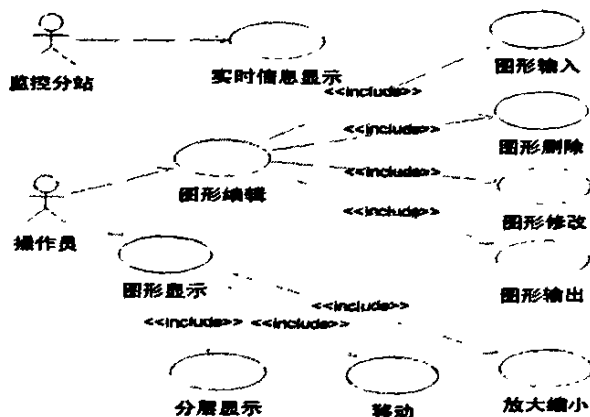 监控分站
实时信息显示
图形输入
<<include>>
<<include>>
图形删除
<<include>>
图形编辑
<<include>>
图形修改
操作员
图形显示
图形输出
<<include>>
<<include>> <<include>>
分层显示
移动
放大缩小